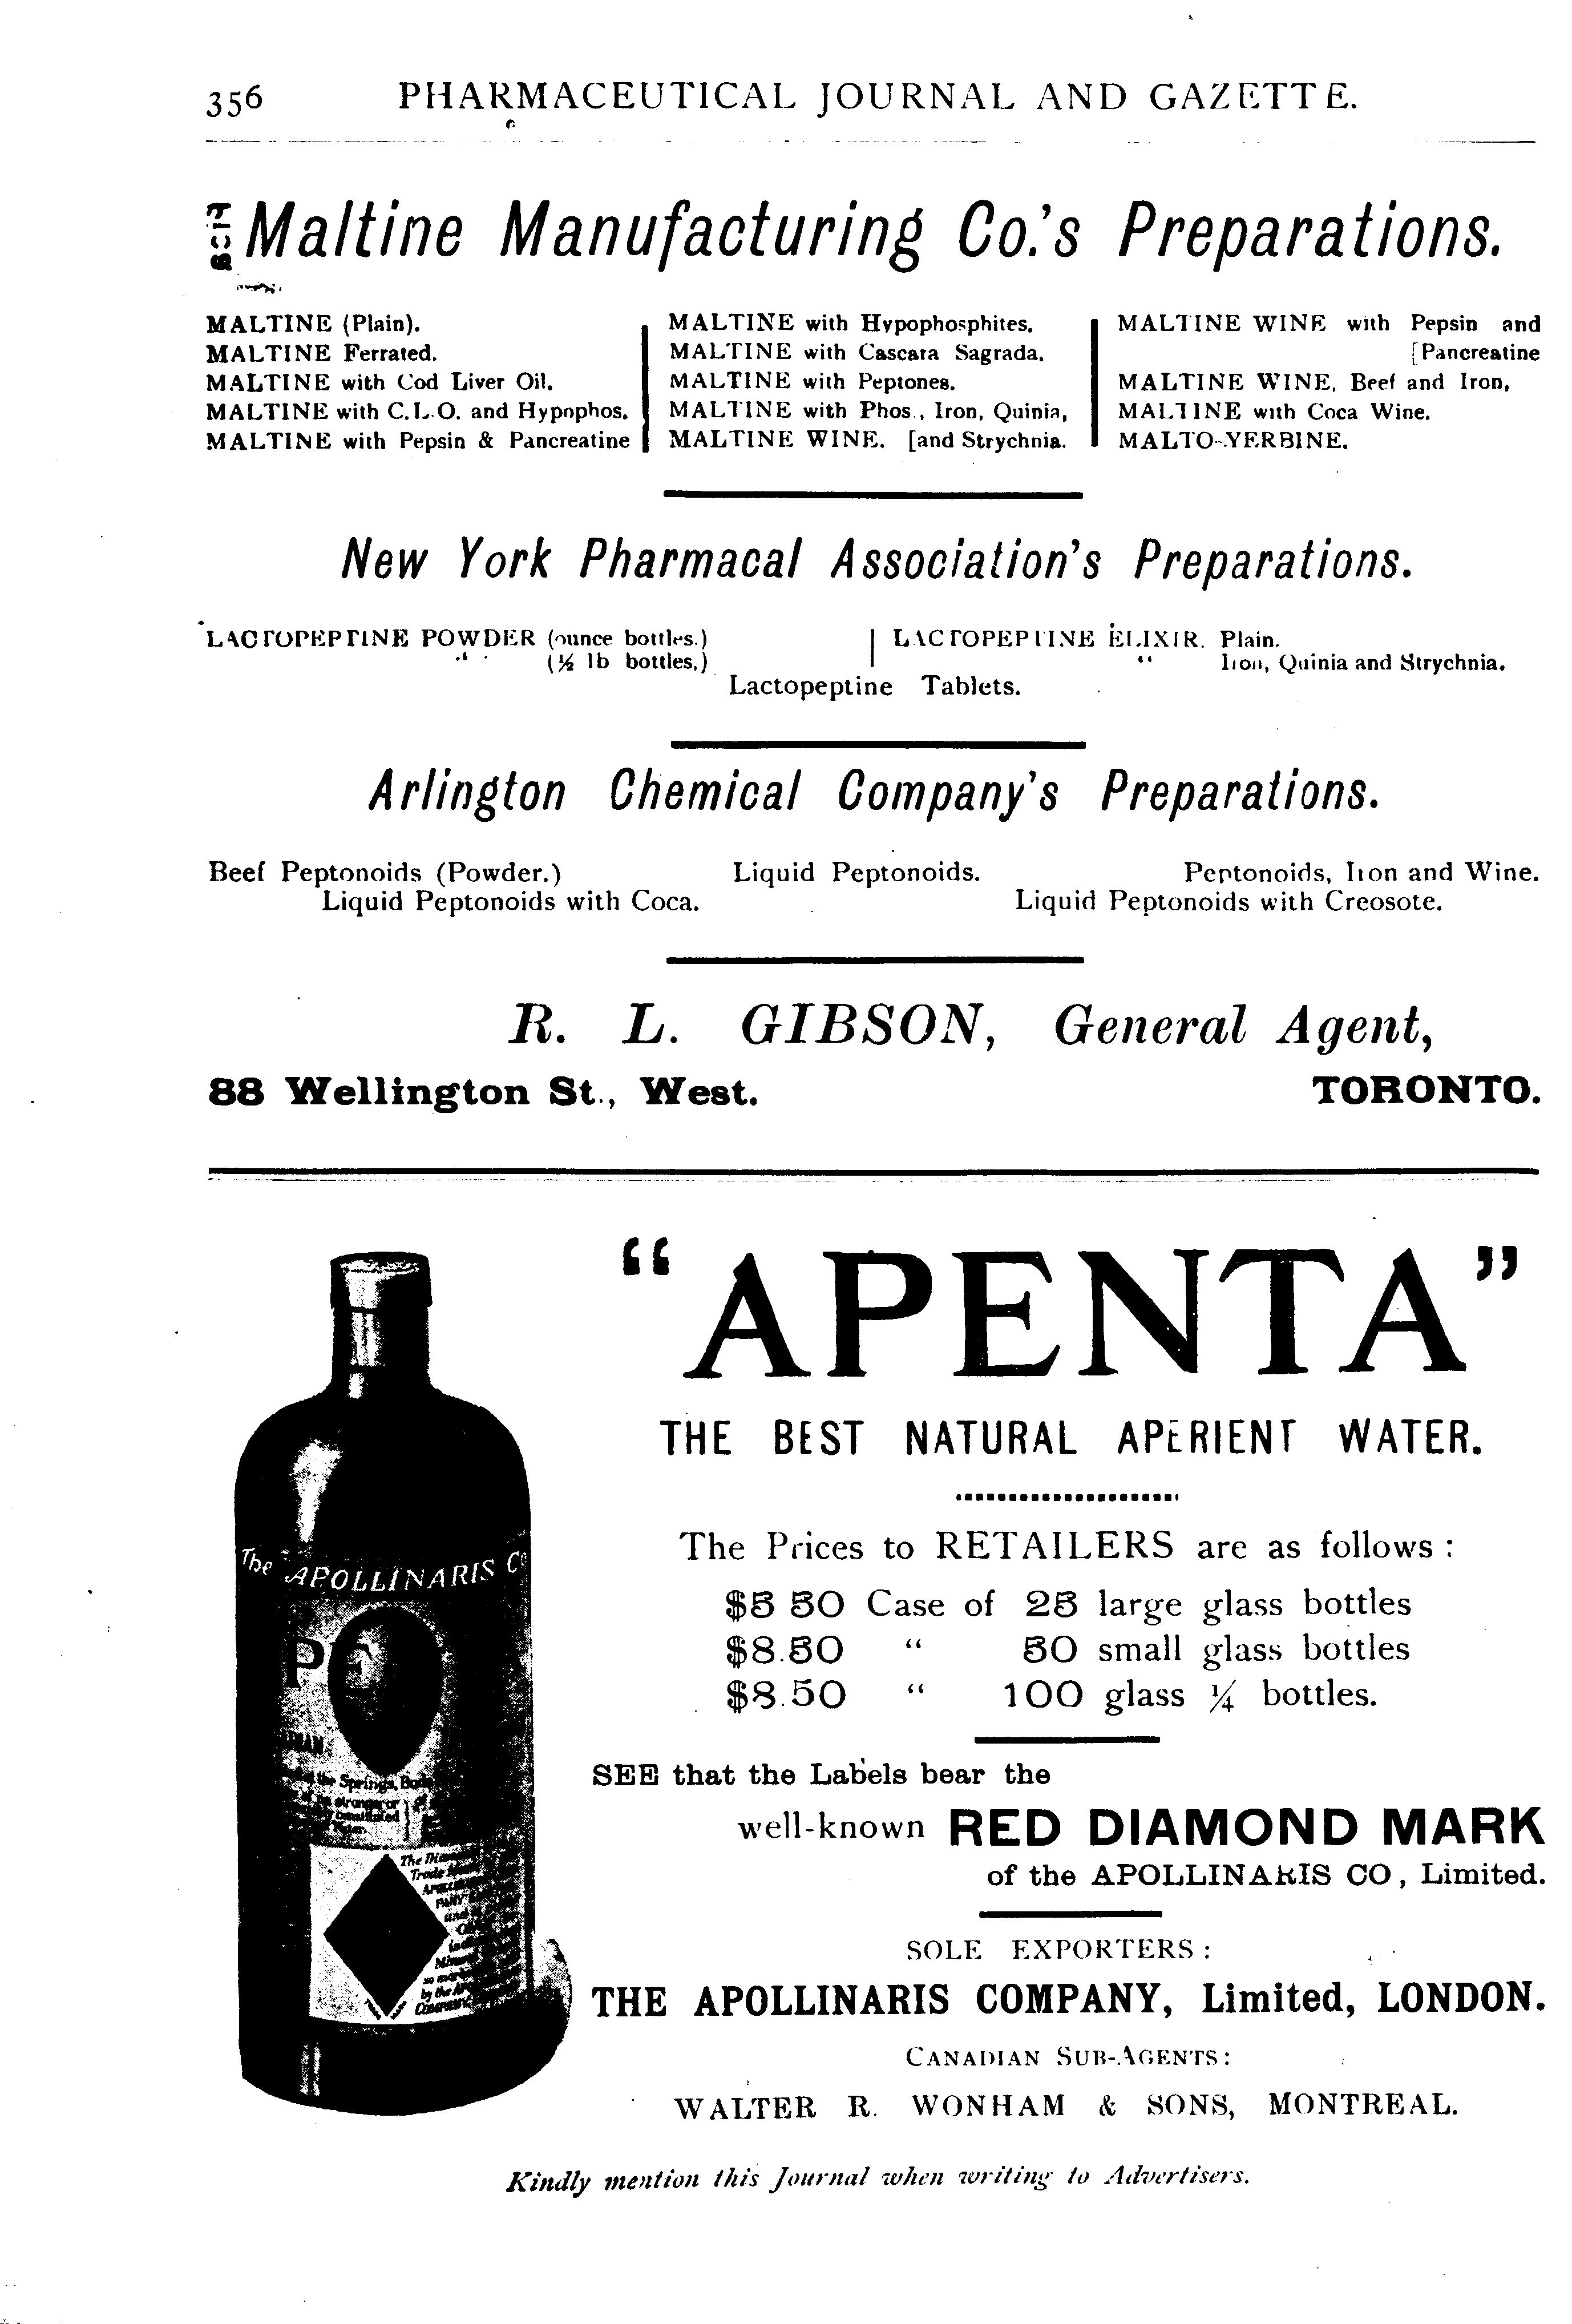 356 PHARMACEUTICAL JOURNAL AND GAZETTE.
Maltine Manufacturing Co.'s Preparations.
MALTINE (Plain).
MALTINE Ferrated.
MALTINE with Cod Liver Oil.
MALTINE with C.L.O. and Hypophos.
MALTINE with Pepsin & Pancreatine
MALTINE with Hypophosphites.
MALTINE with Cascara Sagrada.
MALTINE with Peptones.
MALTINE with Phos., Iron, Quinia,
MALTINE WINE. [and Strychnia.
MALTINE WINE with Pepsin and
[Pancreatine
MALTINE WINE, Beef and Iron,
MALTINE with Coca Wine.
MALTO-YERBINE.
New York Pharmacal Association's Preparations.
LACTOPEPTINE POWDER (ounce bottles.)
" (½ lb bottles,)
LACTOPEPTINE ELIXIR. Plain.
" Iron, Quinia and Strychnia.
Lactopeptine Tablets.
Arlington Chemical Company's Preparations.
Beef Peptonoids (Powder.) Liquid Peptonoids. Peptonoids, Iron and Wine.
Liquid Peptonoids with Coca. Liquid Peptonoids with Creosote.
R. L. GIBSON, General Agent,
88 Wellington St., West. TORONTO.
"APENTA"
THE BEST NATURAL APERIENT WATER.
The Prices to RETAILERS are as follows :
$5 50 Case of 25 large glass bottles
$8.50 " 50 small glass bottles
$8.50 " 100 glass ¼ bottles.
SEE that the Labels bear the
well-known RED DIAMOND MARK
of the APOLLINARIS CO, Limited.
SOLE EXPORTERS :
THE APOLLINARIS COMPANY, Limited, LONDON.
CANADIAN SUB-AGENTS :
WALTER R. WONHAM & SONS, MONTREAL.
The APOLLINARIS Co
PE
the Springs,
The
Trade
by the
Kindly mention this Journal when writing to Advertisers.